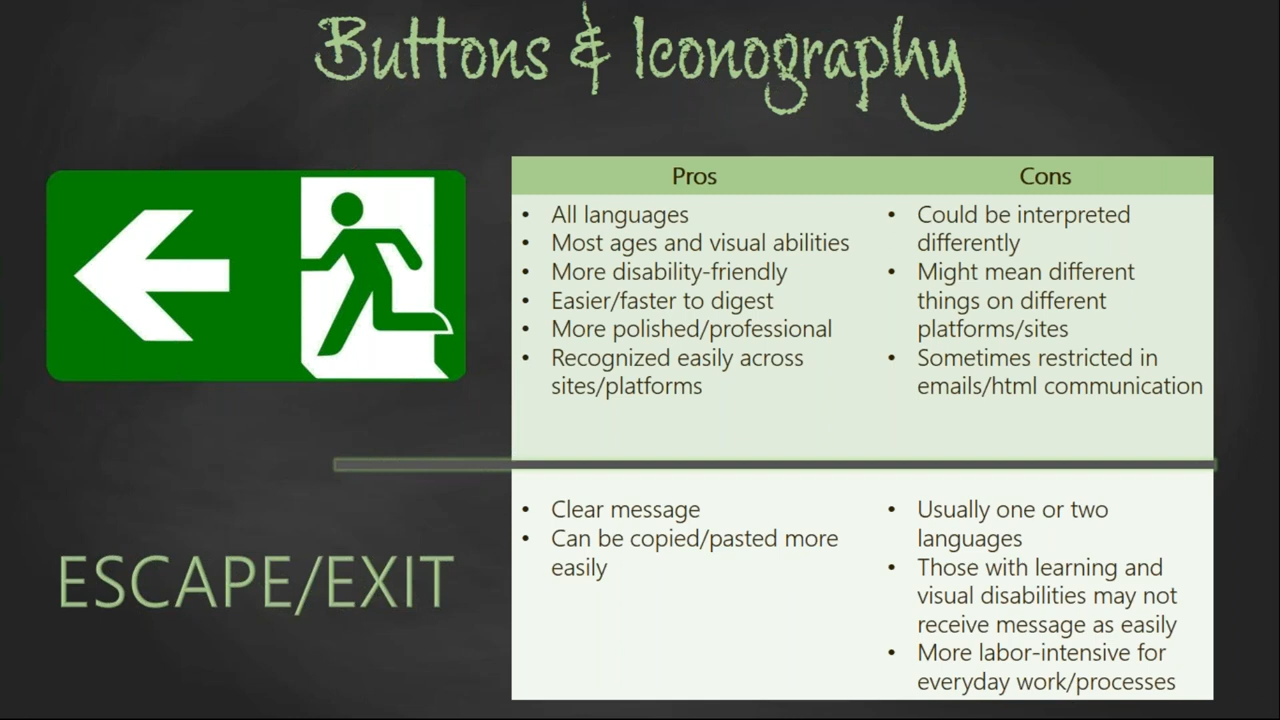 Buttons & Iconography
Pros
Cons
• All languages
• Most ages and visual abilities
• More disability-friendly
• Easier/faster to digest
• More polished/professional
• Recognized easily across
sites/platforms
• Could be interpreted
differently
• Might mean different
things on different
platforms/sites
• Sometimes restricted in
emails/html communication
ESCAPE/EXIT
• Clear message
• Can be copied/pasted more
easily
• Usually one or two
languages
• Those with learning and
visual disabilities may not
receive message as easily
• More labor-intensive for
everyday work/processes